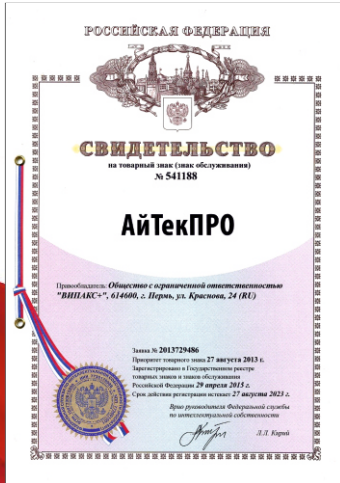 РОССИЙСКАЯ ФЕДЕРАЦИЯ
СВИДЕТЕЛЬСТВО
на товарный знак (знак обслуживания)
№ 541188
АйТекПРО
Правообладатель: Общество с ограниченной ответственностью
"ВИПАКС+", 614600, г. Пермь, ул. Краснова, 24 (RU)
Заявка № 2013729486
Приоритет товарного знака 27 августа 2013 г.
Зарегистрировано в Государственном реестре
товарных знаков и знаков обслуживания
Российской Федерации 29 апреля 2015 г.
Срок действия регистрации истекает 27 августа 2023 г.
Врио руководителя Федеральной службы
по интеллектуальной собственности
Л.Л. Кирий